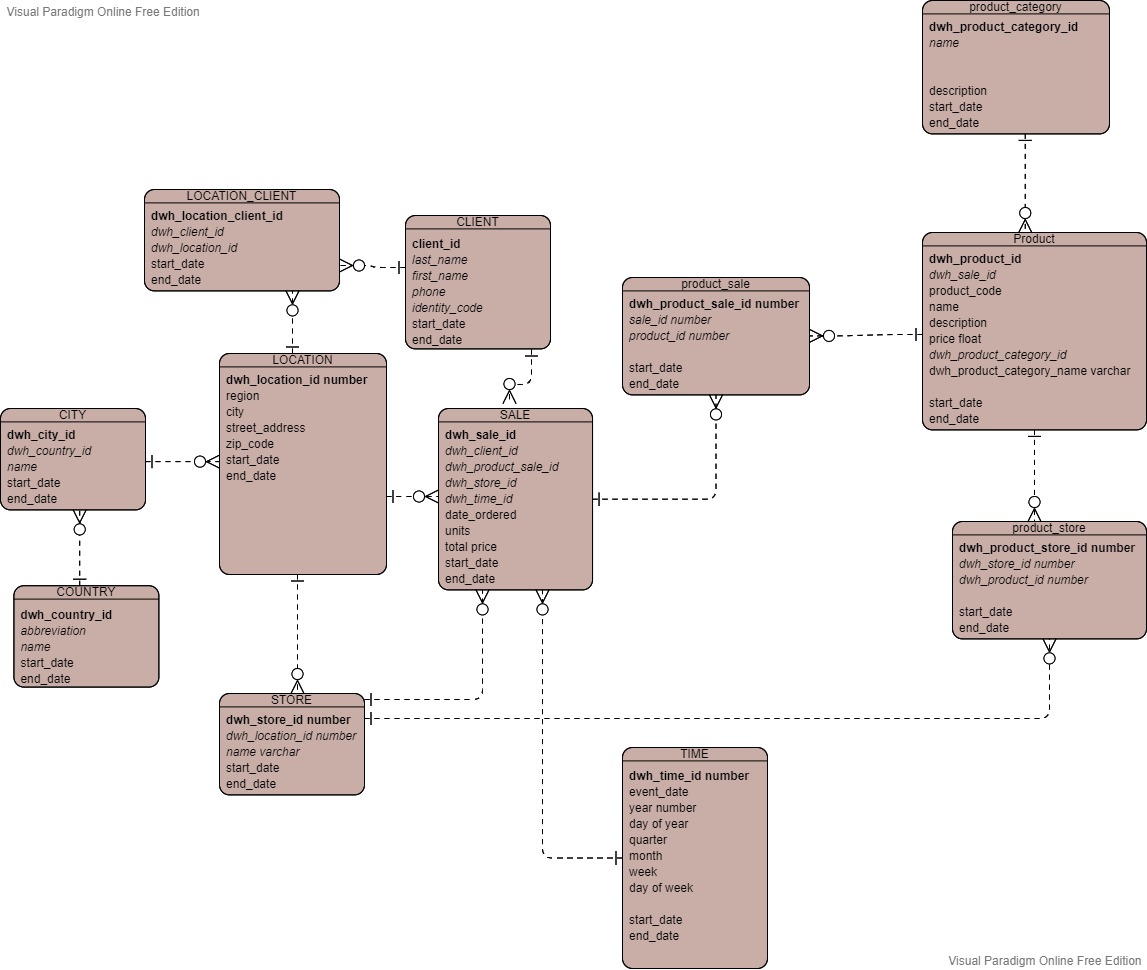 Visual Paradigm Online Free Edition
product_category
dwh_product_category_id
name
description
start_date
end_date
LOCATION_CLIENT
dwh_location_client_id
dwh_client_id
dwh_location_id
start_date
end_date
CLIENT
client_id
last_name
first_name
phone
identity_code
start_date
end_date
Product
dwh_product_id
dwh_sale_id
product_code
name
description
price float
dwh_product_category_id
dwh_product_category_name varchar
start_date
end_date
product_sale
dwh_product_sale_id number
sale_id number
product_id number
start_date
end_date
LOCATION
dwh_location_id number
region
city
street_address
zip_code
start_date
end_date
CITY
dwh_city_id
dwh_country_id
name
start_date
end_date
SALE
dwh_sale_id
dwh_client_id
dwh_product_sale_id
dwh_store_id
dwh_time_id
date_ordered
units
total price
start_date
end_date
product_store
dwh_product_store_id number
dwh_store_id number
dwh_product_id number
start_date
end_date
COUNTRY
dwh_country_id
abbreviation
name
start_date
end_date
STORE
dwh_store_id number
dwh_location_id number
name varchar
start_date
end_date
TIME
dwh_time_id number
event_date
year number
day of year
quarter
month
week
day of week
start_date
end_date
Visual Paradigm Online Free Edition